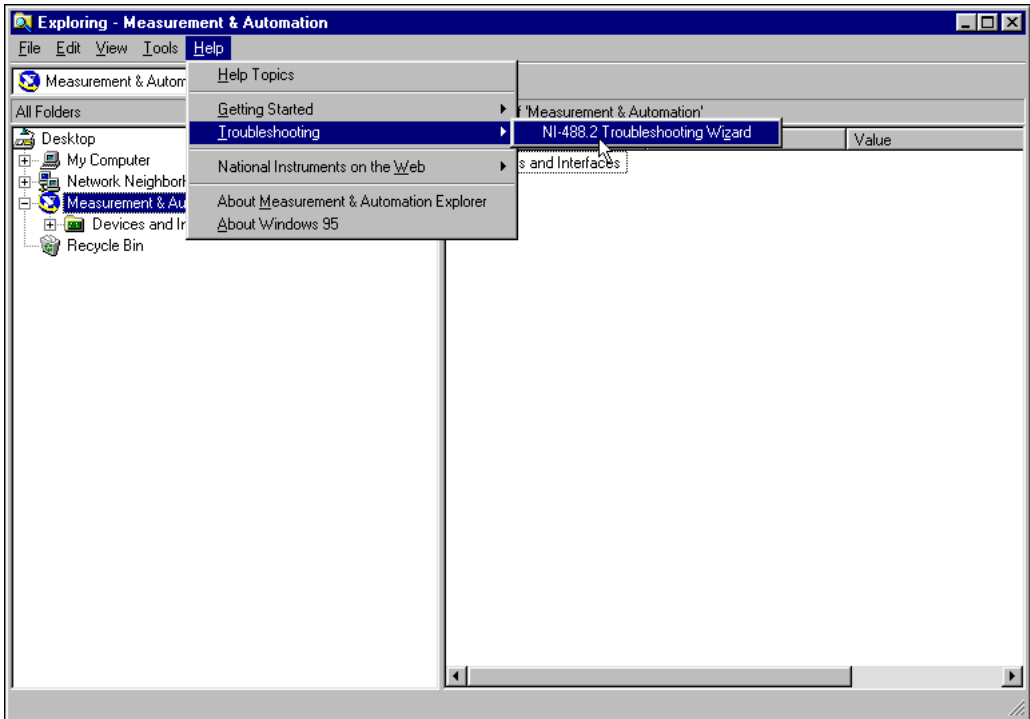 Exploring - Measurement & Automation
File Edit View Tools Help
Measurement & Autom
Help Topics
All Folders
Getting Started
f 'Measurement & Automation'
Troubleshooting
NI-488.2 Troubleshooting Wizard
Value
Desktop
My Computer
National Instruments on the Web
s and Interfaces
Network Neighborh
Measurement & Au
About Measurement & Automation Explorer
Devices and In
About Windows 95
Recycle Bin